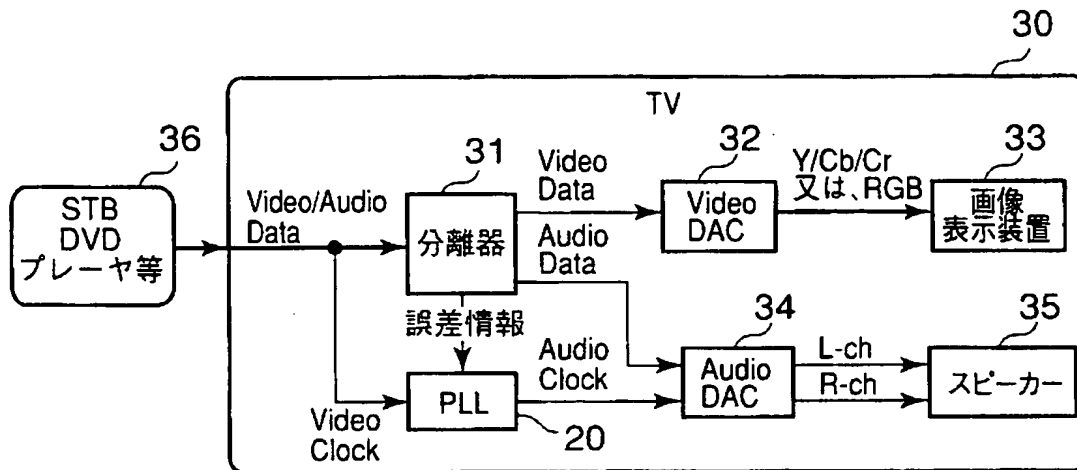 30
TV
36
STB
DVD
プレーヤ等
Video/Audio
Data
31
分離器
Video
Data
Audio
Data
32
Video
DAC
Y/Cb/Cr
又は、RGB
33
画像
表示装置
誤差情報
Video
Clock
PLL
20
Audio
Clock
34
Audio
DAC
L-ch
R-ch
35
スピーカー